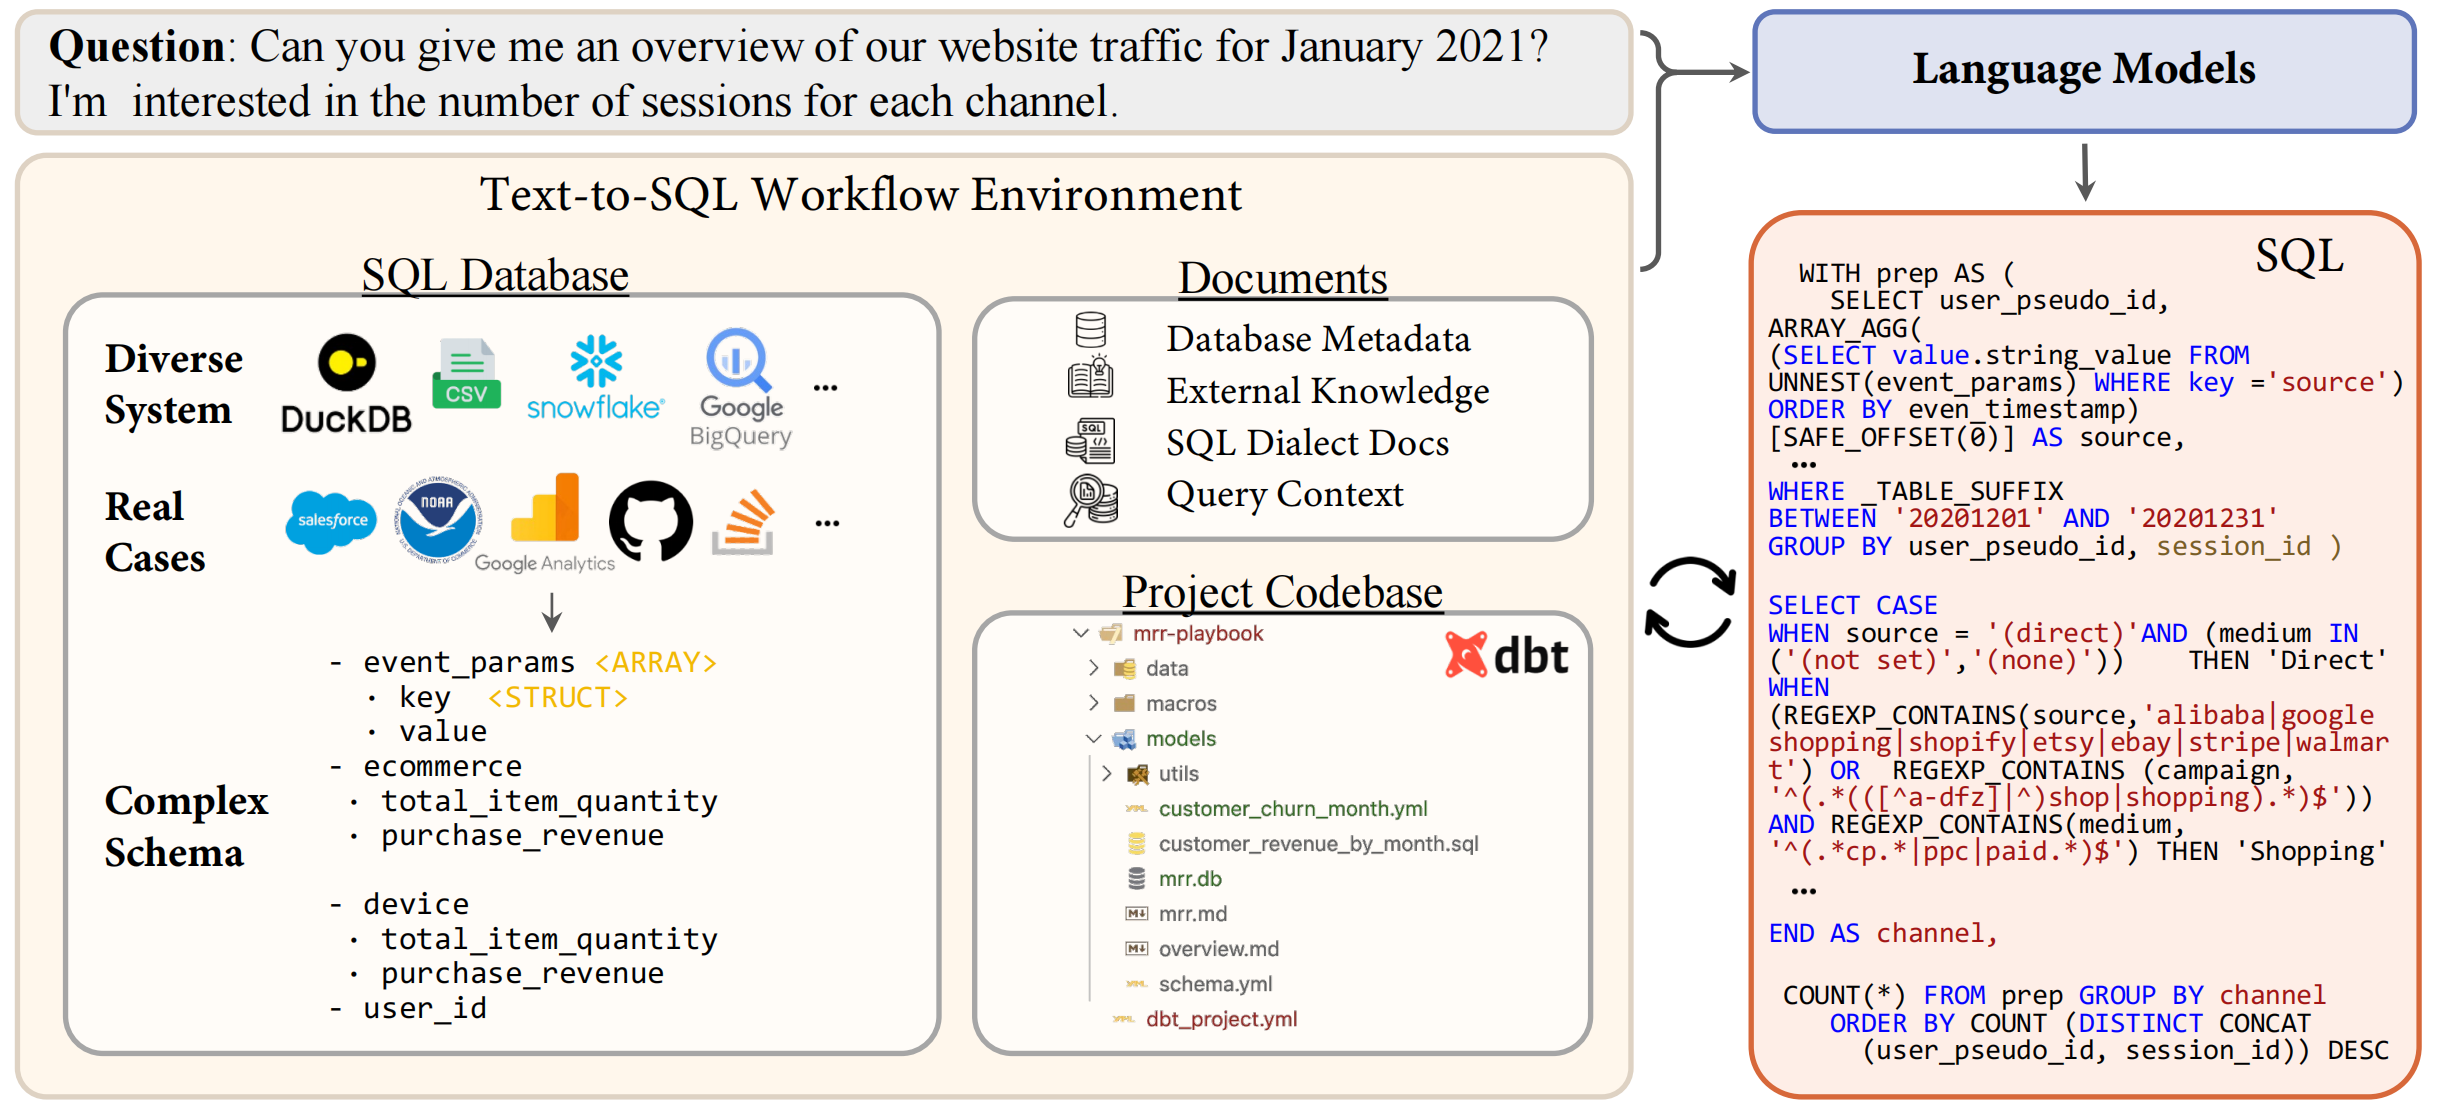 Question: Can you give me an overview of our website traffic for January 2021?
I'm interested in the number of sessions for each channel.
Language Models
Text-to-SQL Workflow Environment
SQL Database
Diverse
System
DuckDB
CSV
snowflake
Google
BigQuery
...
Real
Cases
salesforce
NOAA
Google Analytics
...
Complex
Schema
- event_params <ARRAY>
· key <STRUCT>
· value
- ecommerce
· total_item_quantity
· purchase_revenue
- device
· total_item_quantity
· purchase_revenue
- user_id
Documents
Database Metadata
External Knowledge
SQL
SQL Dialect Docs
Query Context
Project Codebase
dbt
mrr-playbook
data
macros
models
utils
customer_churn_month.yml
customer_revenue_by_month.sql
mrr.db
mrr.md
overview.md
schema.yml
dbt_project.yml
SQL
WITH prep AS (
SELECT user_pseudo_id,
ARRAY_AGG(
(SELECT value.string_value FROM
UNNEST(event_params) WHERE key ='source')
ORDER BY even_timestamp)
[SAFE_OFFSET(0)] AS source,
...
WHERE _TABLE_SUFFIX
BETWEEN '20201201' AND '20201231'
GROUP BY user_pseudo_id, session_id )
SELECT CASE
WHEN source = '(direct)'AND (medium IN
('(not set)','(none)')) THEN 'Direct'
WHEN
(REGEXP_CONTAINS(source,'alibaba|google
shopping|shopify|etsy|ebay|stripe|walmar
t') OR REGEXP_CONTAINS (campaign,
'^(.*(([^a-dfz]|^)shop|shopping).*)$'))
AND REGEXP_CONTAINS(medium,
'^(.*cp.*|ppc|paid.*)$') THEN 'Shopping'
...
END AS channel,
COUNT(*) FROM prep GROUP BY channel
ORDER BY COUNT (DISTINCT CONCAT
(user_pseudo_id, session_id)) DESC